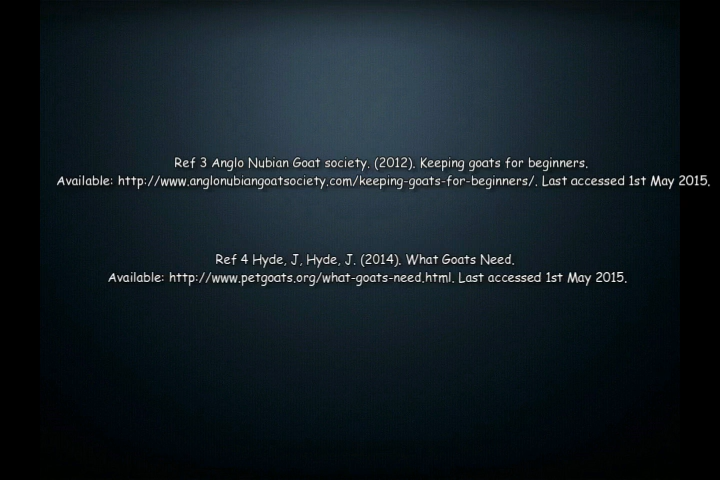 Ref 3 Anglo Nubian Goat society. (2012). Keeping goats for beginners.
Available: http://www.anglonubiangoatsociety.com/keeping-goats-for-beginners/. Last accessed 1st May 2015.
Ref 4 Hyde, J, Hyde, J. (2014). What Goats Need.
Available: http://www.petgoats.org/what-goats-need.html. Last accessed 1st May 2015.